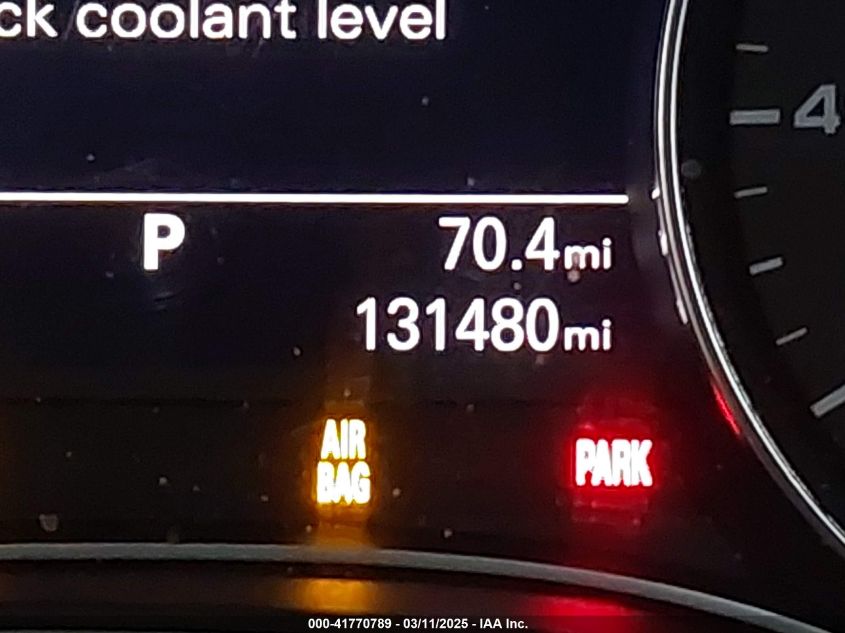 ck coolant level
4
P 70.4mi
131480mi
AIR
BAG
PARK
000-41770789 - 03/11/2025 - IAA Inc.